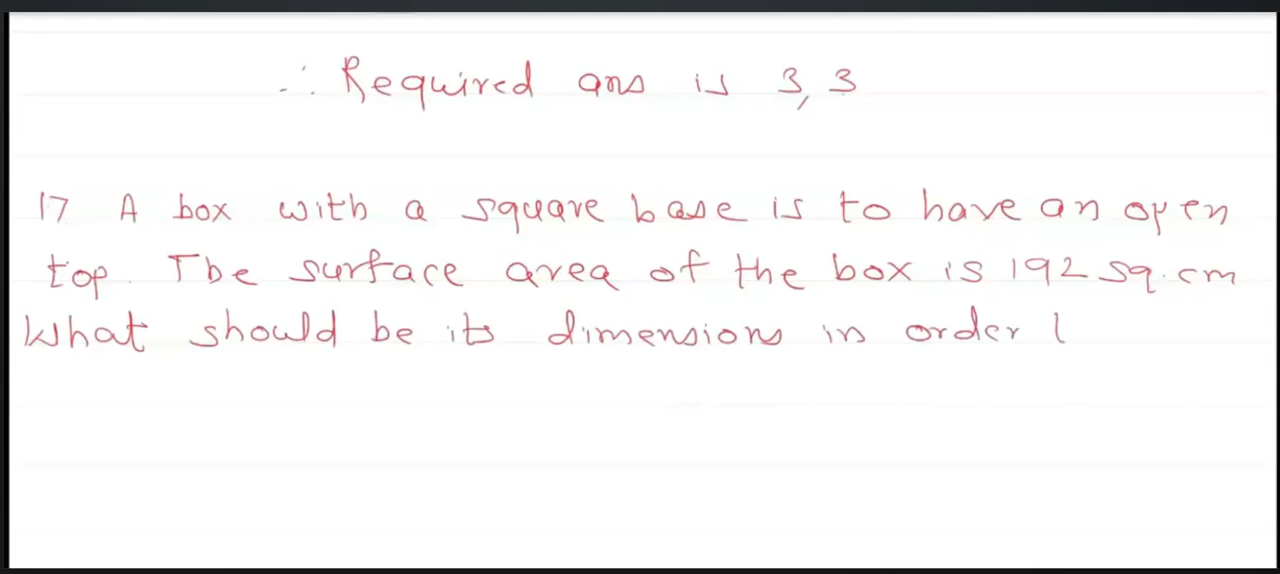 ∴ Required ans is 3, 3
17 A box with a square base is to have an open
top. The surface area of the box is 192 sq.cm
What should be its dimensions in order